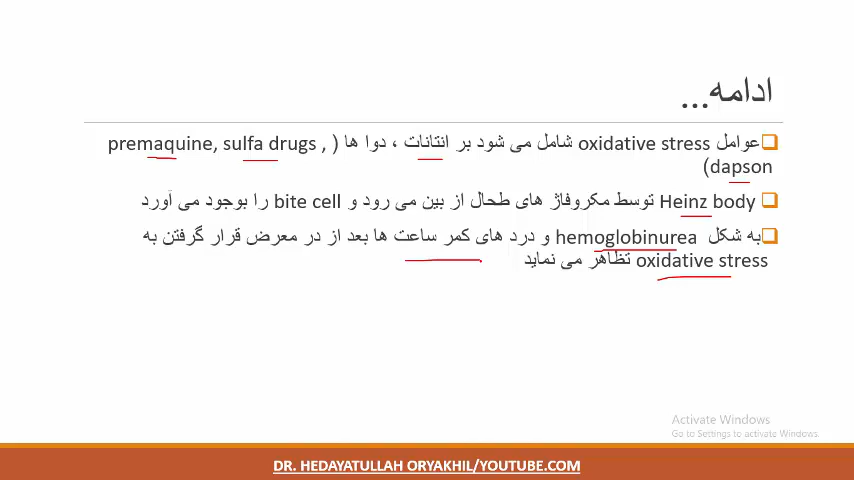 ادامه...
عوامل oxidative stress شامل می شود بر انتانات ، دوا ها ( premaquine, sulfa drugs ,
dapson)
Heinz body توسط مکروفاژ های طحال از بین می رود و bite cell را بوجود می آورد
به شکل hemoglobinurea و درد های کمر ساعت ها بعد از در معرض قرار گرفتن به
oxidative stress تظاهر می نماید
Activate Windows
Go to Settings to activate Windows.
DR. HEDAYATULLAH ORYAKHIL/YOUTUBE.COM